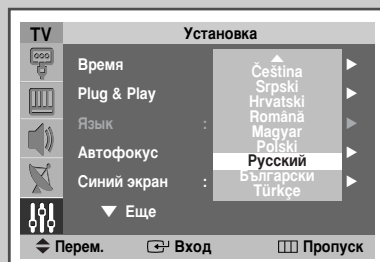 TV Установка
Время
Plug & Play
Язык :
Автофокус
Синий экран :
▼ Еще
Čeština
Srpski
Hrvatski
Română
Magyar
Polski
Русский
Български
Türkçe
Перем. Вход Пропуск